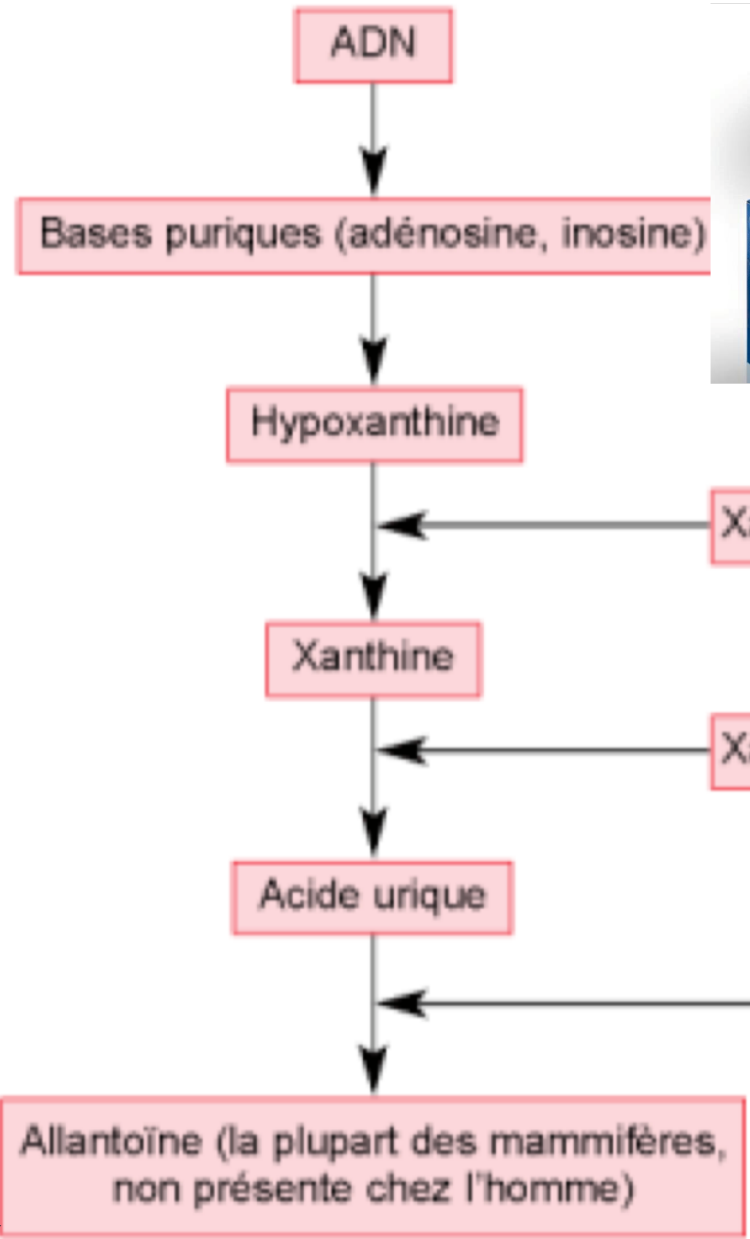 ADN
Bases puriques (adénosine, inosine)
Hypoxanthine
Xanthine
Acide urique
Allantoïne (la plupart des mammifères,
non présente chez l'homme)